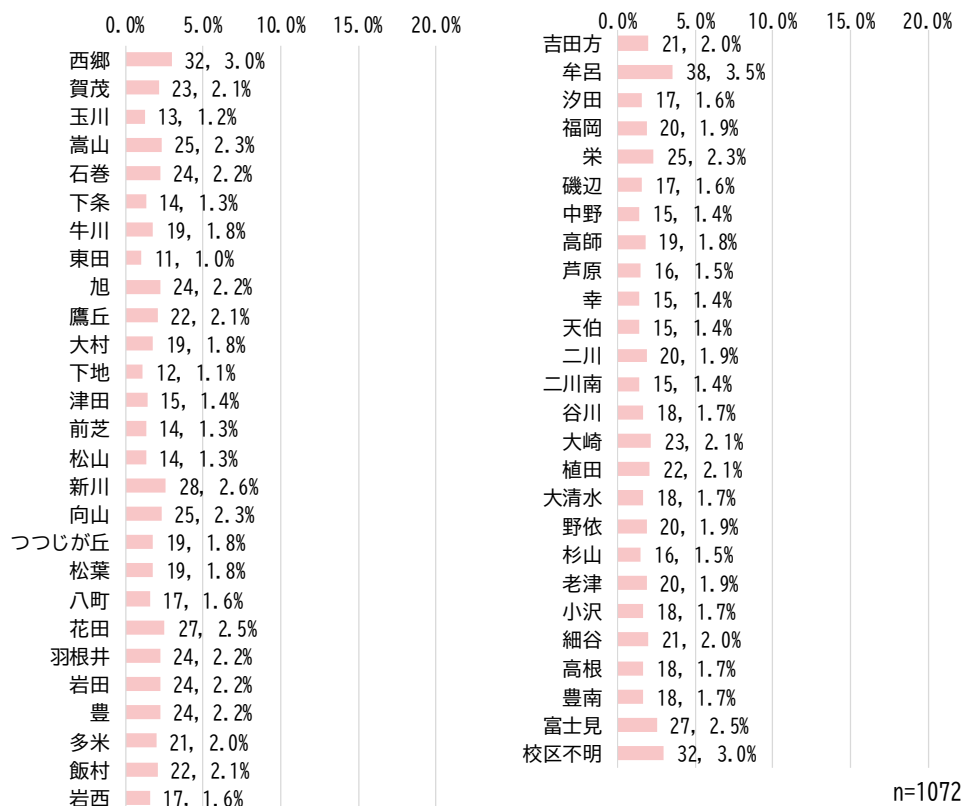 0.0% 5.0% 10.0% 15.0% 20.0%
西郷 32, 3.0%
賀茂 23, 2.1%
玉川 13, 1.2%
嵩山 25, 2.3%
石巻 24, 2.2%
下条 14, 1.3%
牛川 19, 1.8%
東田 11, 1.0%
旭 24, 2.2%
鷹丘 22, 2.1%
大村 19, 1.8%
下地 12, 1.1%
津田 15, 1.4%
前芝 14, 1.3%
松山 14, 1.3%
新川 28, 2.6%
向山 25, 2.3%
つつじが丘 19, 1.8%
松葉 19, 1.8%
八町 17, 1.6%
花田 27, 2.5%
羽根井 24, 2.2%
岩田 24, 2.2%
豊 24, 2.2%
多米 21, 2.0%
飯村 22, 2.1%
岩西 17, 1.6%
0.0% 5.0% 10.0% 15.0% 20.0%
吉田方 21, 2.0%
牟呂 38, 3.5%
汐田 17, 1.6%
福岡 20, 1.9%
栄 25, 2.3%
磯辺 17, 1.6%
中野 15, 1.4%
高師 19, 1.8%
芦原 16, 1.5%
幸 15, 1.4%
天伯 15, 1.4%
二川 20, 1.9%
二川南 15, 1.4%
谷川 18, 1.7%
大崎 23, 2.1%
植田 22, 2.1%
大清水 18, 1.7%
野依 20, 1.9%
杉山 16, 1.5%
老津 20, 1.9%
小沢 18, 1.7%
細谷 21, 2.0%
高根 18, 1.7%
豊南 18, 1.7%
富士見 27, 2.5%
校区不明 32, 3.0%
n=1072